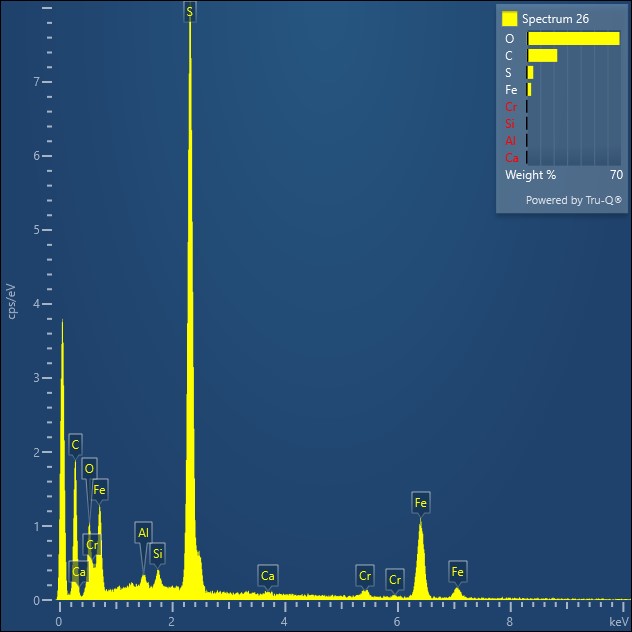 S
Spectrum 26
O
C
S
Fe
Cr
Si
Al
Ca
Weight % 70
Powered by Tru-Q®
7
6
5
4
3
2
1
0
cps/eV
C
O
Fe
Cr
Ca
Al
Si
Ca
Cr
Cr
Fe
Fe
0 2 4 6 8 keV